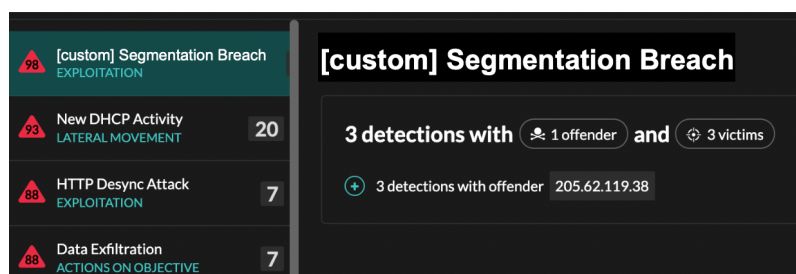 98
[custom] Segmentation Breach
EXPLOITATION
93
New DHCP Activity
LATERAL MOVEMENT
20
88
HTTP Desync Attack
EXPLOITATION
7
88
Data Exfiltration
ACTIONS ON OBJECTIVE
7
[custom] Segmentation Breach
3 detections with 1 offender and 3 victims
3 detections with offender 205.62.119.38